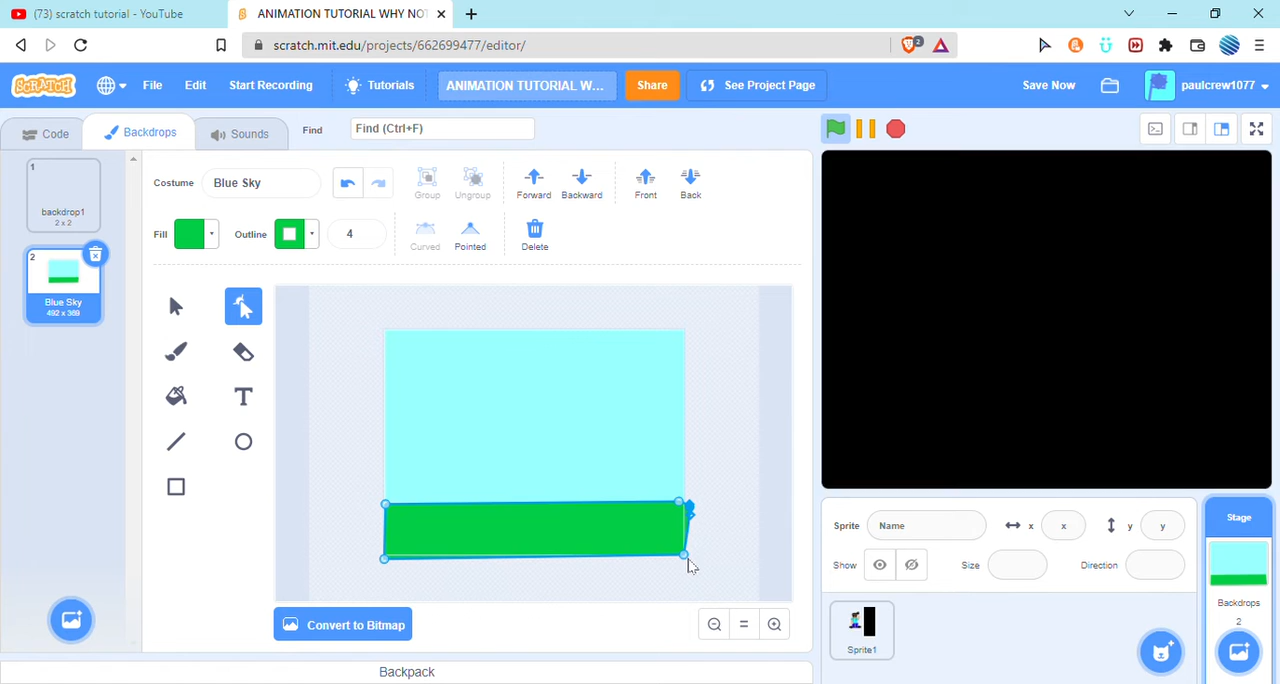 (73) scratch tutorial - YouTube
ANIMATION TUTORIAL WHY NO
scratch.mit.edu/projects/662699477/editor/
2
SCRATCH
File
Edit
Start Recording
Tutorials
ANIMATION TUTORIAL W...
Share
See Project Page
Save Now
paulcrew1077
Code
Backdrops
Sounds
Find
Find (Ctrl+F)
1
backdrop1
2 x 2
2
Blue Sky
492 x 369
Costume
Blue Sky
Group
Ungroup
Forward
Backward
Front
Back
Fill
Outline
4
Curved
Pointed
Delete
T
Convert to Bitmap
Backpack
Sprite
Name
x
x
y
y
Show
Size
Direction
Sprite1
Stage
Backdrops
2